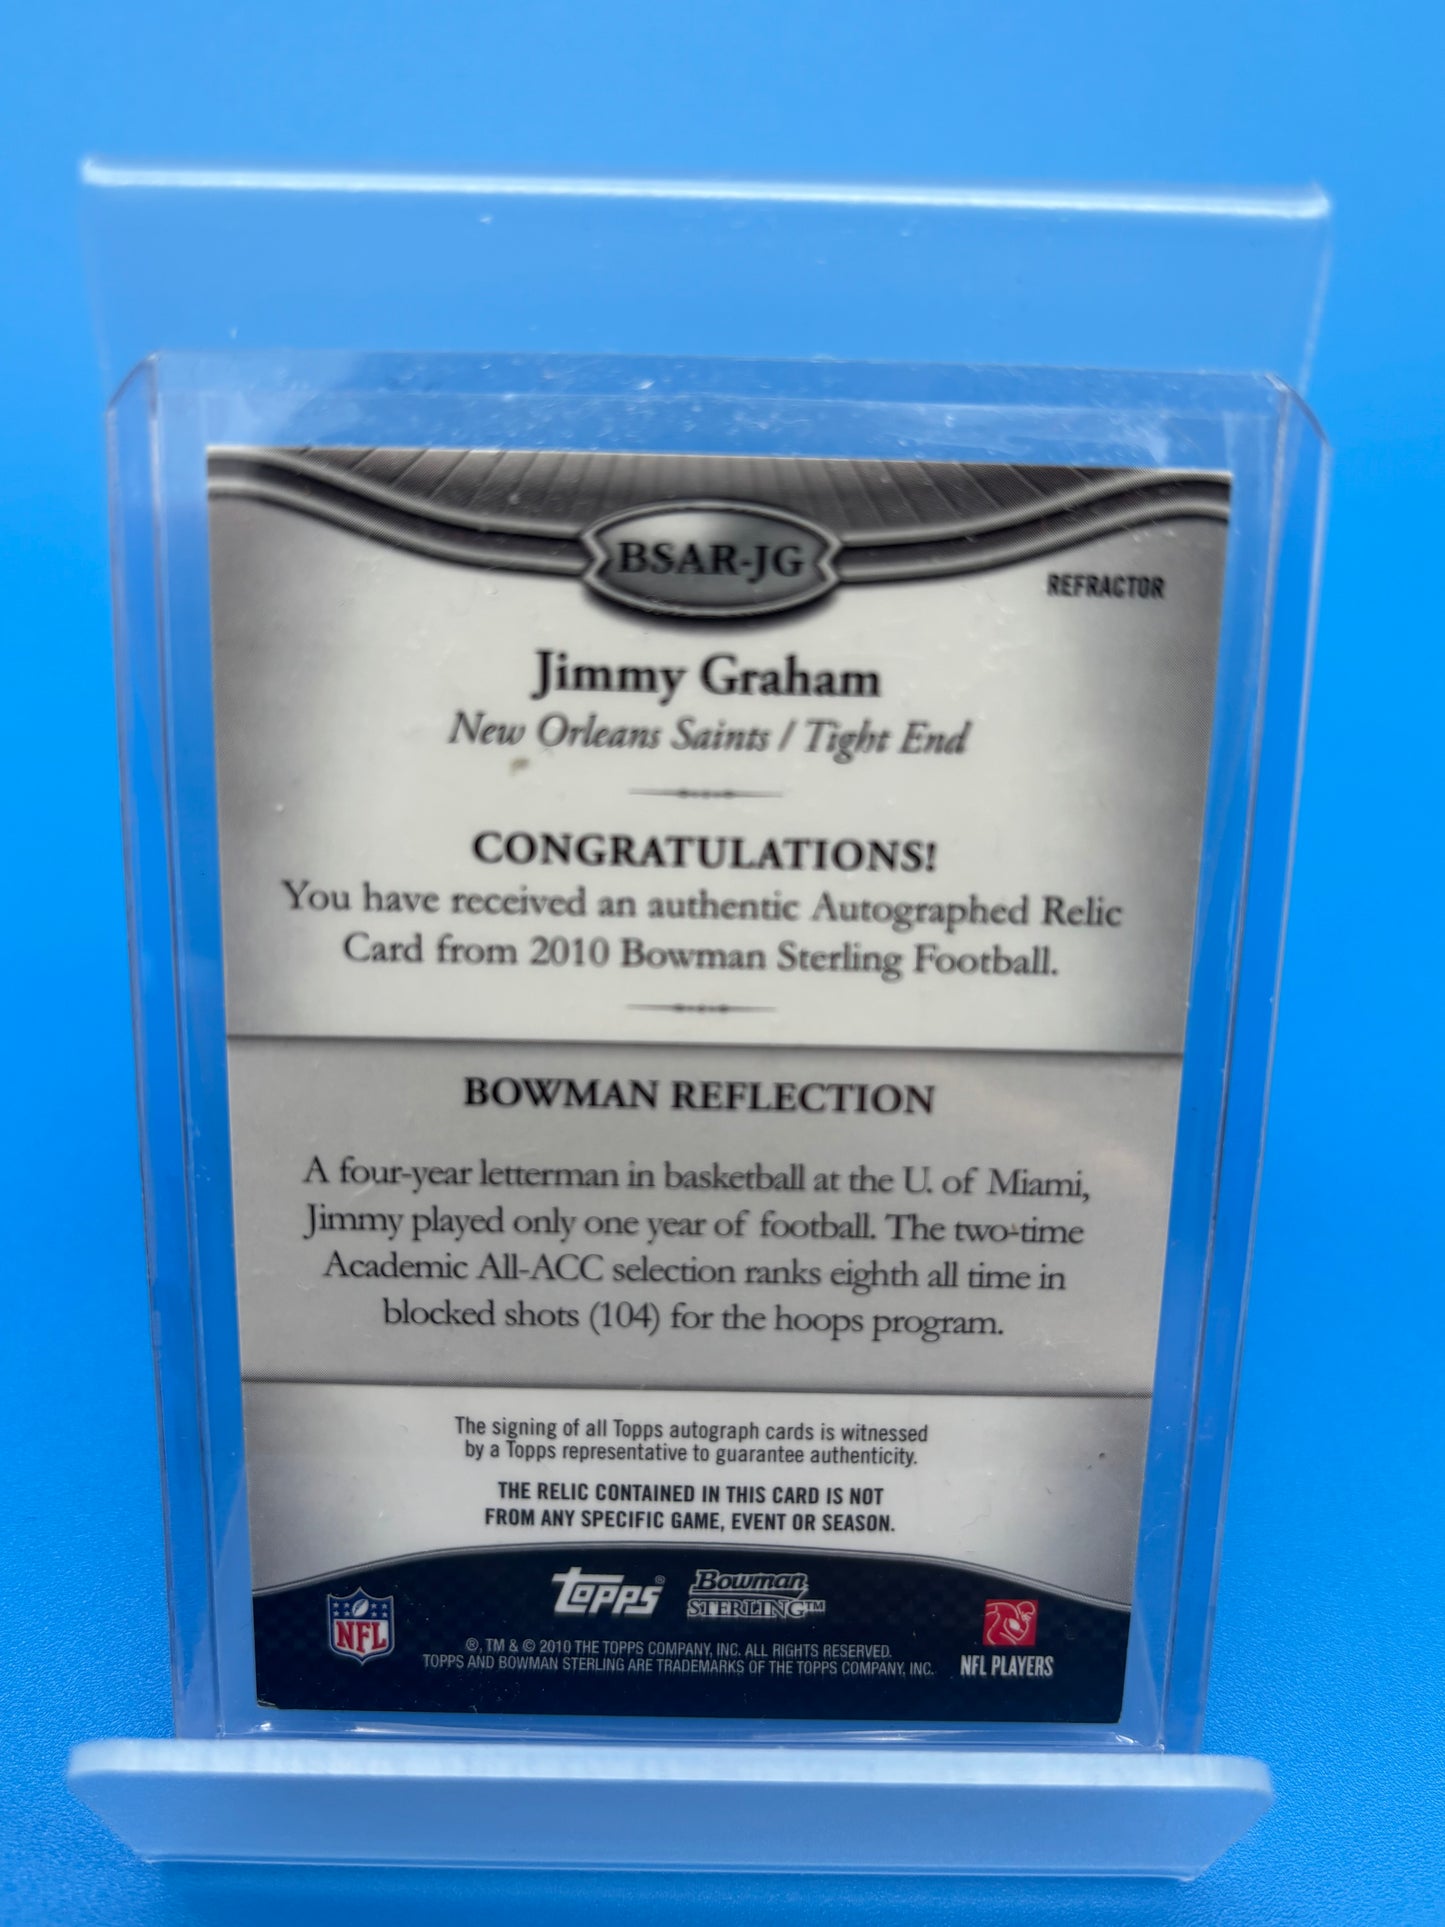 BSAR-JG
REFRACTOR
Jimmy Graham
New Orleans Saints / Tight End
CONGRATULATIONS!
You have received an authentic Autographed Relic
Card from 2010 Bowman Sterling Football.
BOWMAN REFLECTION
A four-year letterman in basketball at the U. of Miami,
Jimmy played only one year of football. The two-time
Academic All-ACC selection ranks eighth all time in
blocked shots (104) for the hoops program.
The signing of all Topps autograph cards is witnessed
by a Topps representative to guarantee authenticity.
THE RELIC CONTAINED IN THIS CARD IS NOT
FROM ANY SPECIFIC GAME, EVENT OR SEASON.
NFL
Topps®
Bowman
STERLING™
®, TM & © 2010 THE TOPPS COMPANY, INC. ALL RIGHTS RESERVED.
TOPPS AND BOWMAN STERLING ARE TRADEMARKS OF THE TOPPS COMPANY, INC.
NFL PLAYERS